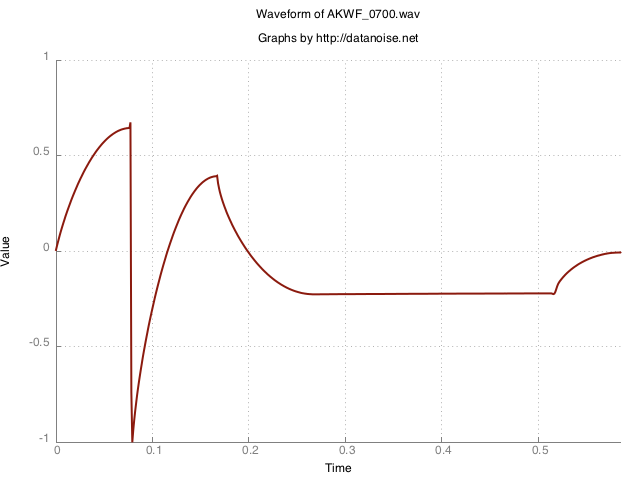 Waveform of AKWF_0700.wav
Graphs by http://datanoise.net
1
0.5
0
-0.5
-1
Value
0 0.1 0.2 0.3 0.4 0.5
Time